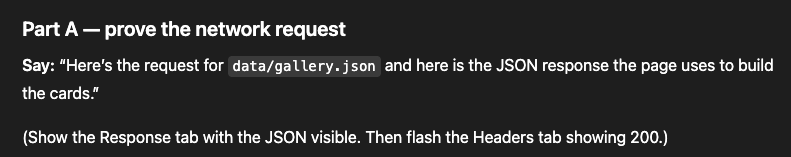 Part A — prove the network request
Say: “Here’s the request for data/gallery.json and here is the JSON response the page uses to build
the cards.”
(Show the Response tab with the JSON visible. Then flash the Headers tab showing 200.)